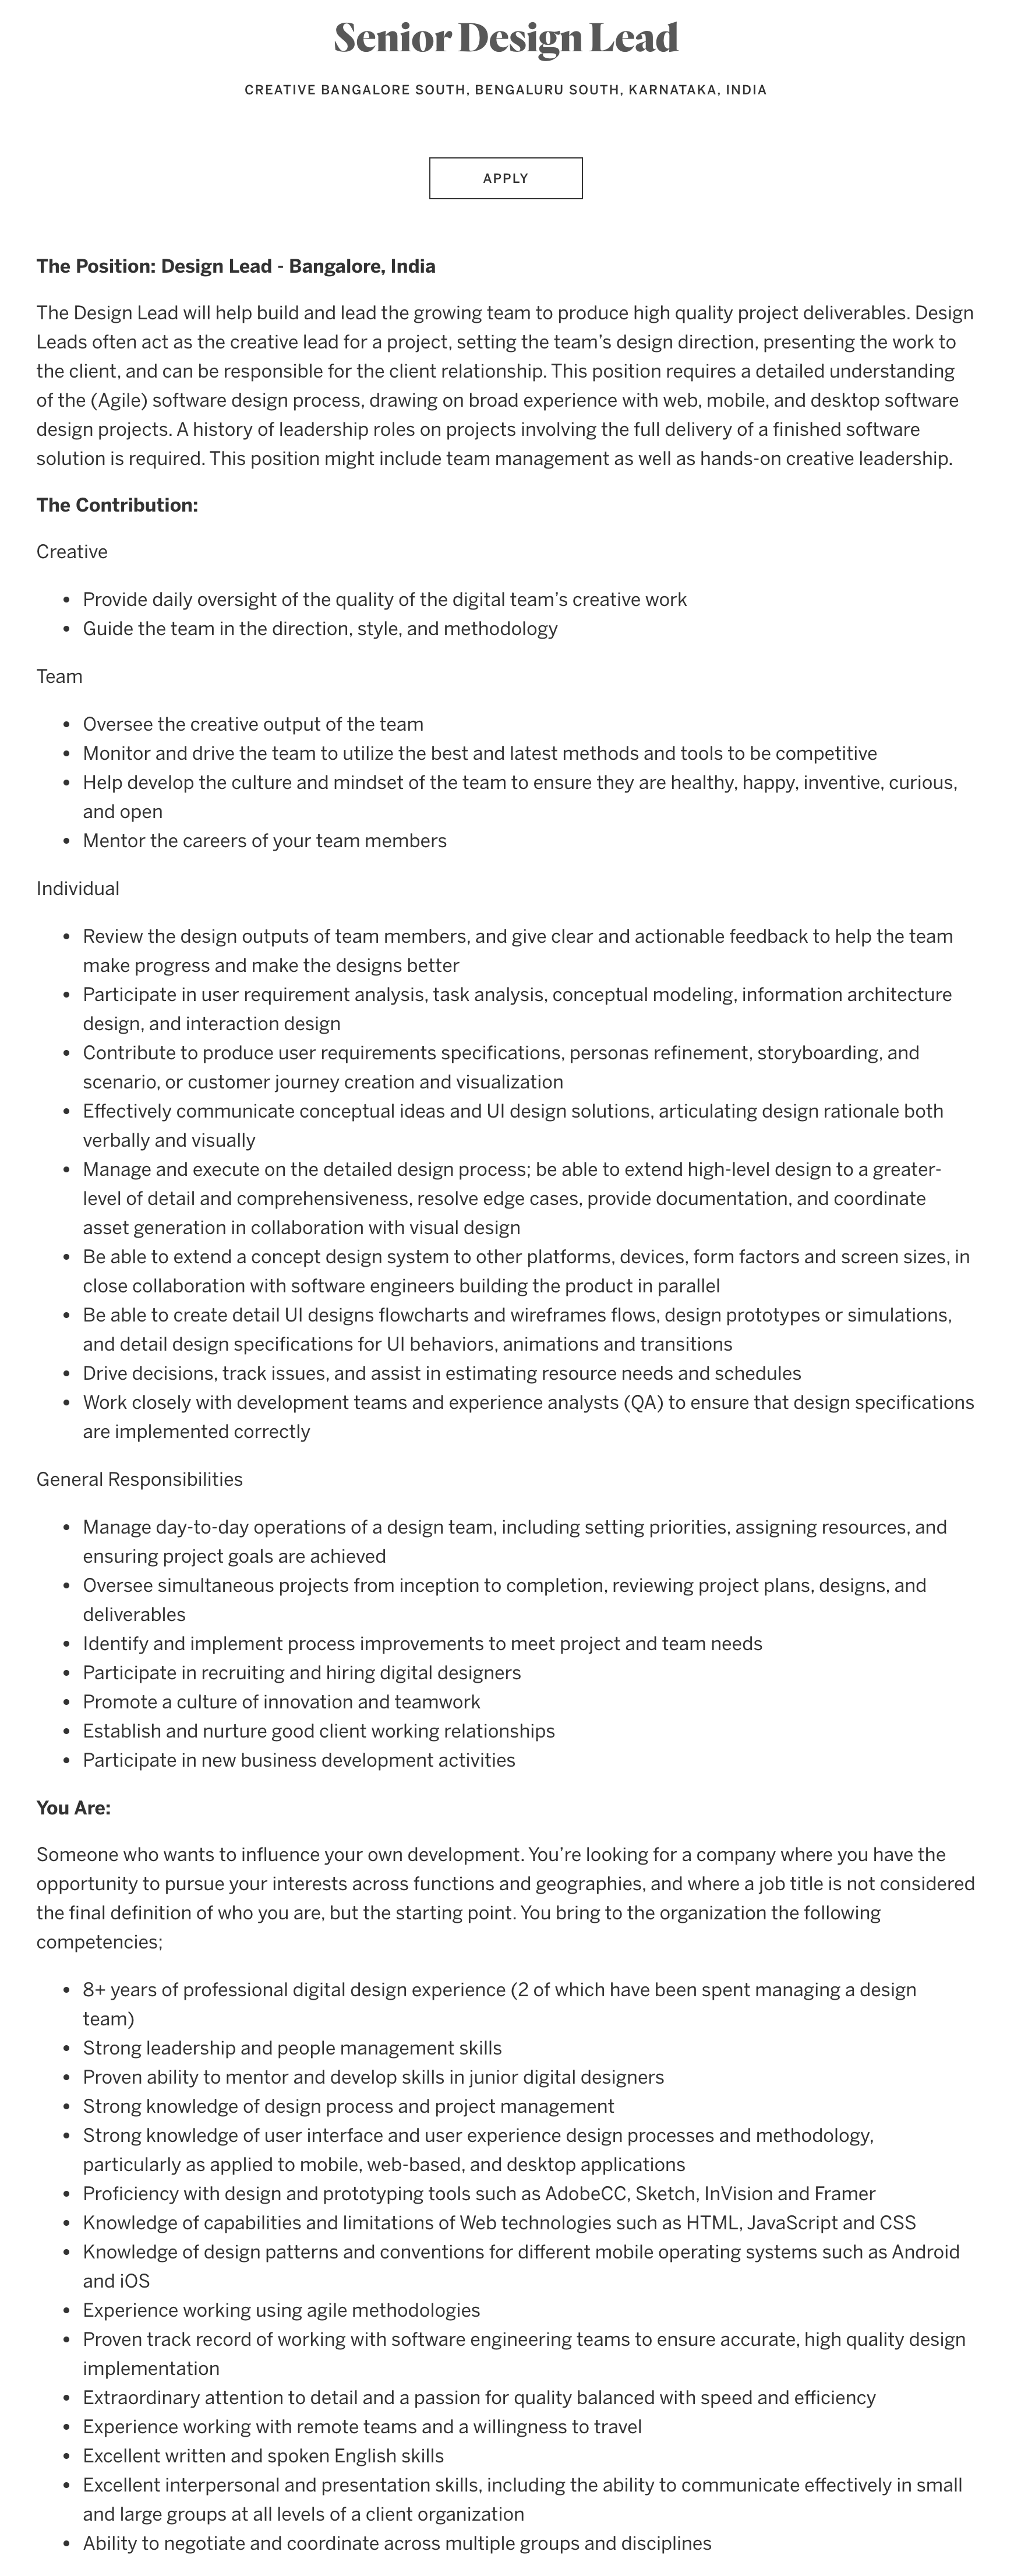 Senior Design Lead
CREATIVE BANGALORE SOUTH, BENGALURU SOUTH, KARNATAKA, INDIA
APPLY
The Position: Design Lead - Bangalore, India
The Design Lead will help build and lead the growing team to produce high quality project deliverables. Design
Leads often act as the creative lead for a project, setting the team’s design direction, presenting the work to
the client, and can be responsible for the client relationship. This position requires a detailed understanding
of the (Agile) software design process, drawing on broad experience with web, mobile, and desktop software
design projects. A history of leadership roles on projects involving the full delivery of a finished software
solution is required. This position might include team management as well as hands-on creative leadership.
The Contribution:
Creative
• Provide daily oversight of the quality of the digital team’s creative work
• Guide the team in the direction, style, and methodology
Team
• Oversee the creative output of the team
• Monitor and drive the team to utilize the best and latest methods and tools to be competitive
• Help develop the culture and mindset of the team to ensure they are healthy, happy, inventive, curious,
and open
• Mentor the careers of your team members
Individual
• Review the design outputs of team members, and give clear and actionable feedback to help the team
make progress and make the designs better
• Participate in user requirement analysis, task analysis, conceptual modeling, information architecture
design, and interaction design
• Contribute to produce user requirements specifications, personas refinement, storyboarding, and
scenario, or customer journey creation and visualization
• Effectively communicate conceptual ideas and UI design solutions, articulating design rationale both
verbally and visually
• Manage and execute on the detailed design process; be able to extend high-level design to a greater-
level of detail and comprehensiveness, resolve edge cases, provide documentation, and coordinate
asset generation in collaboration with visual design
• Be able to extend a concept design system to other platforms, devices, form factors and screen sizes, in
close collaboration with software engineers building the product in parallel
• Be able to create detail UI designs flowcharts and wireframes flows, design prototypes or simulations,
and detail design specifications for UI behaviors, animations and transitions
• Drive decisions, track issues, and assist in estimating resource needs and schedules
• Work closely with development teams and experience analysts (QA) to ensure that design specifications
are implemented correctly
General Responsibilities
• Manage day-to-day operations of a design team, including setting priorities, assigning resources, and
ensuring project goals are achieved
• Oversee simultaneous projects from inception to completion, reviewing project plans, designs, and
deliverables
• Identify and implement process improvements to meet project and team needs
• Participate in recruiting and hiring digital designers
• Promote a culture of innovation and teamwork
• Establish and nurture good client working relationships
• Participate in new business development activities
You Are:
Someone who wants to influence your own development. You’re looking for a company where you have the
opportunity to pursue your interests across functions and geographies, and where a job title is not considered
the final definition of who you are, but the starting point. You bring to the organization the following
competencies;
• 8+ years of professional digital design experience (2 of which have been spent managing a design
team)
• Strong leadership and people management skills
• Proven ability to mentor and develop skills in junior digital designers
• Strong knowledge of design process and project management
• Strong knowledge of user interface and user experience design processes and methodology,
particularly as applied to mobile, web-based, and desktop applications
• Proficiency with design and prototyping tools such as AdobeCC, Sketch, InVision and Framer
• Knowledge of capabilities and limitations of Web technologies such as HTML, JavaScript and CSS
• Knowledge of design patterns and conventions for different mobile operating systems such as Android
and iOS
• Experience working using agile methodologies
• Proven track record of working with software engineering teams to ensure accurate, high quality design
implementation
• Extraordinary attention to detail and a passion for quality balanced with speed and efficiency
• Experience working with remote teams and a willingness to travel
• Excellent written and spoken English skills
• Excellent interpersonal and presentation skills, including the ability to communicate effectively in small
and large groups at all levels of a client organization
• Ability to negotiate and coordinate across multiple groups and disciplines